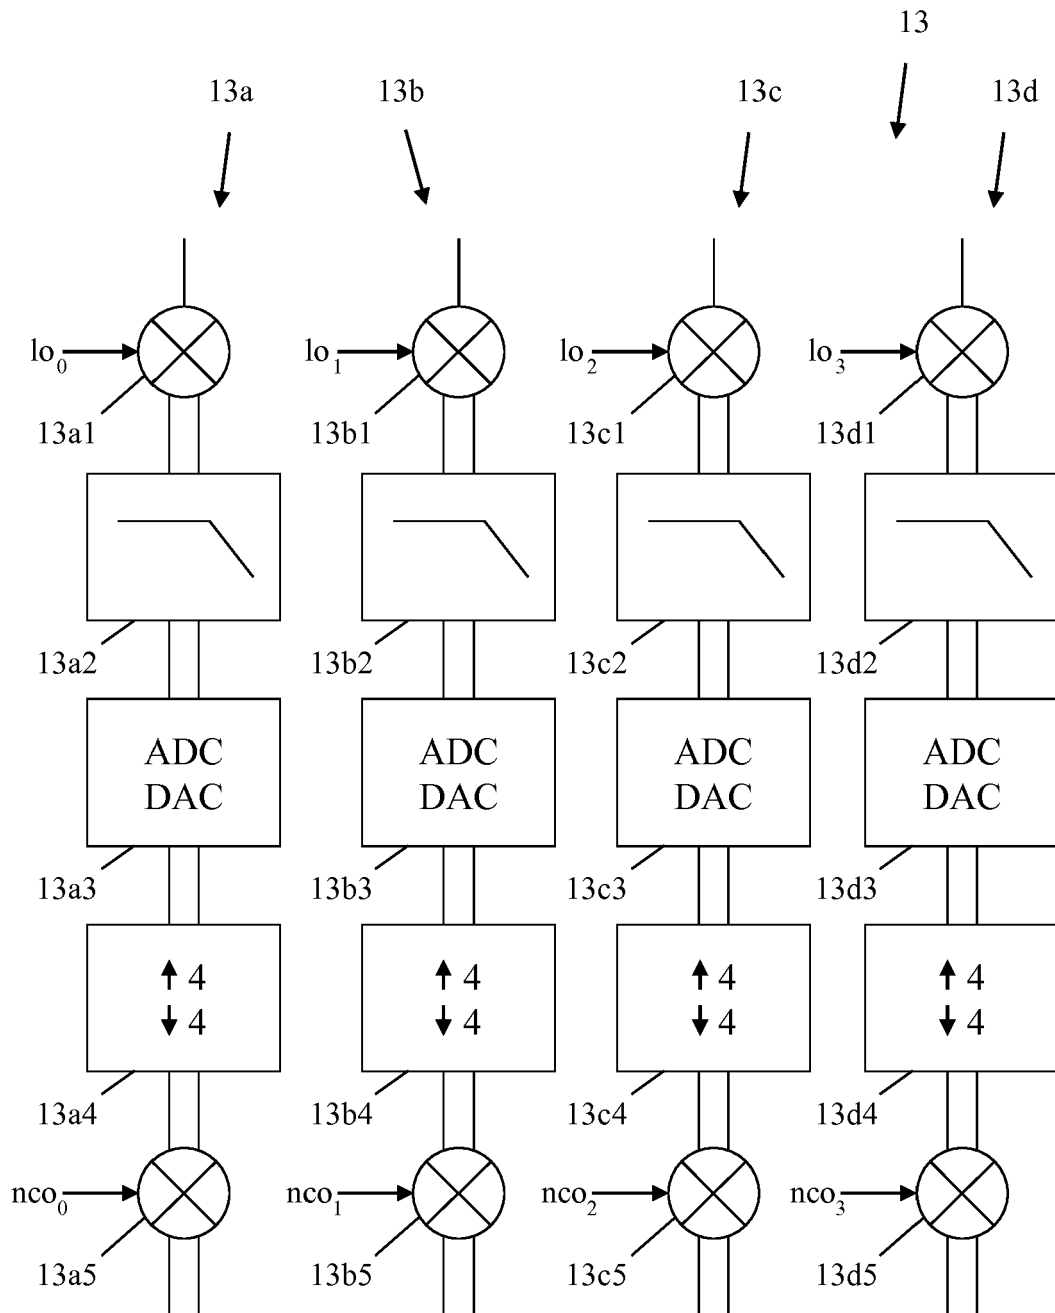 13
13a 13b 13c 13d
lo0 lo1 lo2 lo3
13a1 13b1 13c1 13d1
13a2 13b2 13c2 13d2
ADC ADC ADC ADC
DAC DAC DAC DAC
13a3 13b3 13c3 13d3
↑ 4 ↑ 4 ↑ 4 ↑ 4
↓ 4 ↓ 4 ↓ 4 ↓ 4
13a4 13b4 13c4 13d4
nco0 nco1 nco2 nco3
13a5 13b5 13c5 13d5